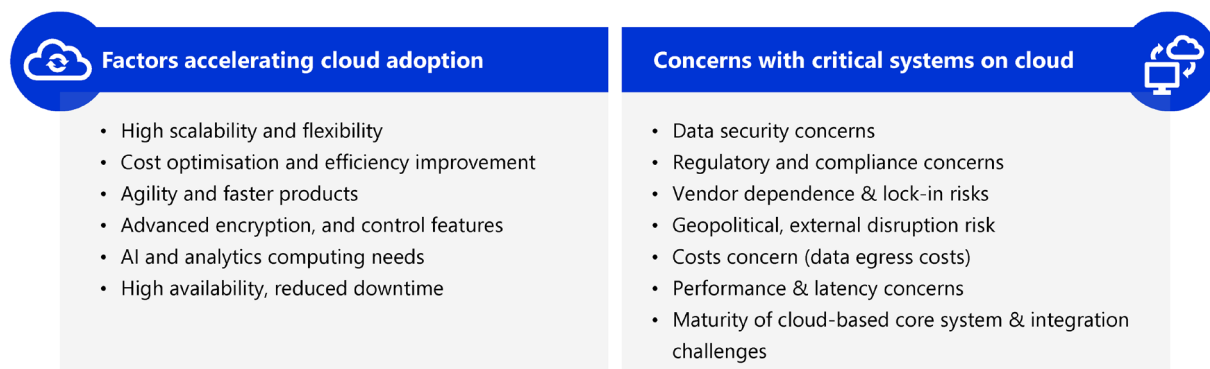 Factors accelerating cloud adoption
• High scalability and flexibility
• Cost optimisation and efficiency improvement
• Agility and faster products
• Advanced encryption, and control features
• AI and analytics computing needs
• High availability, reduced downtime
Concerns with critical systems on cloud
• Data security concerns
• Regulatory and compliance concerns
• Vendor dependence & lock-in risks
• Geopolitical, external disruption risk
• Costs concern (data egress costs)
• Performance & latency concerns
• Maturity of cloud-based core system & integration
challenges